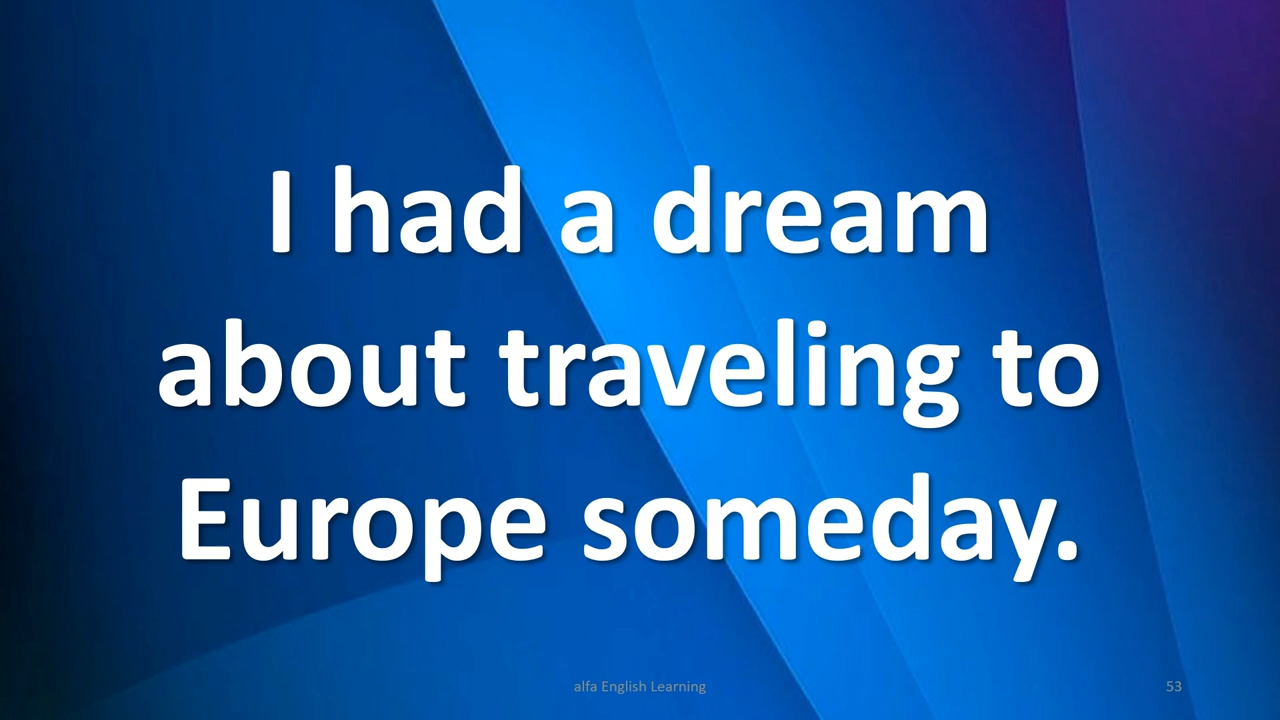 I had a dream
about traveling to
Europe someday.
alfa English Learning
53